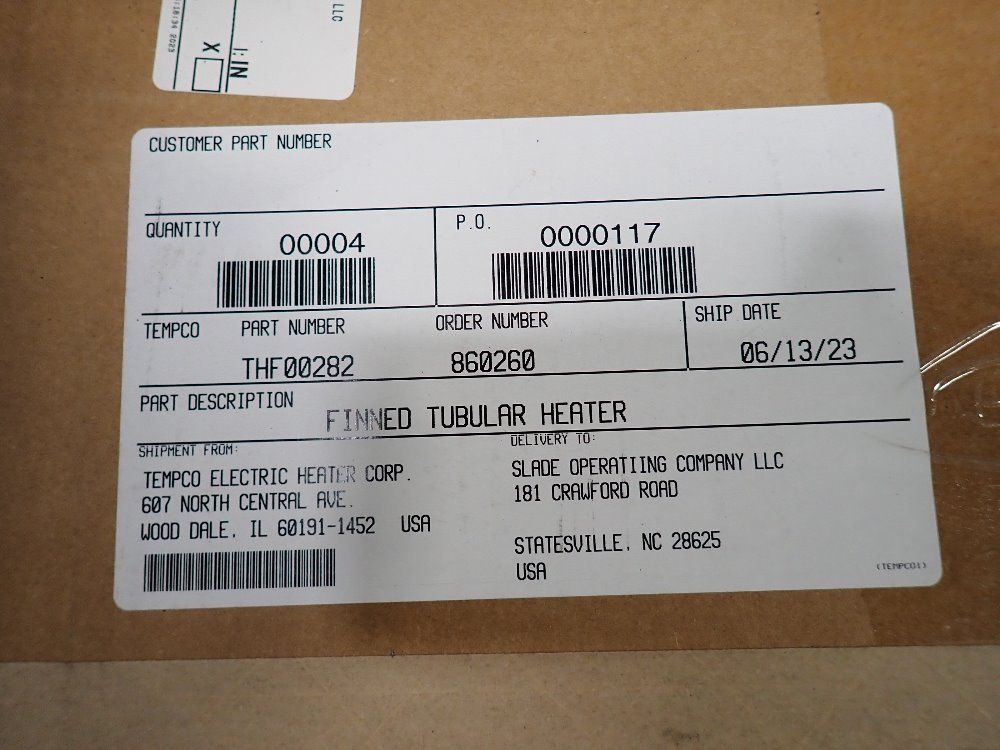 LLC
X
CUSTOMER PART NUMBER
QUANTITY
00004
P.O.
0000117
TEMPCO PART NUMBER
THF00282
ORDER NUMBER
860260
SHIP DATE
06/13/23
PART DESCRIPTION
FINNED TUBULAR HEATER
SHIPMENT FROM:
TEMPCO ELECTRIC HEATER CORP.
607 NORTH CENTRAL AVE.
WOOD DALE, IL 60191-1452 USA
DELIVERY TO:
SLADE OPERATIING COMPANY LLC
181 CRAWFORD ROAD
STATESVILLE, NC 28625
USA
(TEMPCO1)